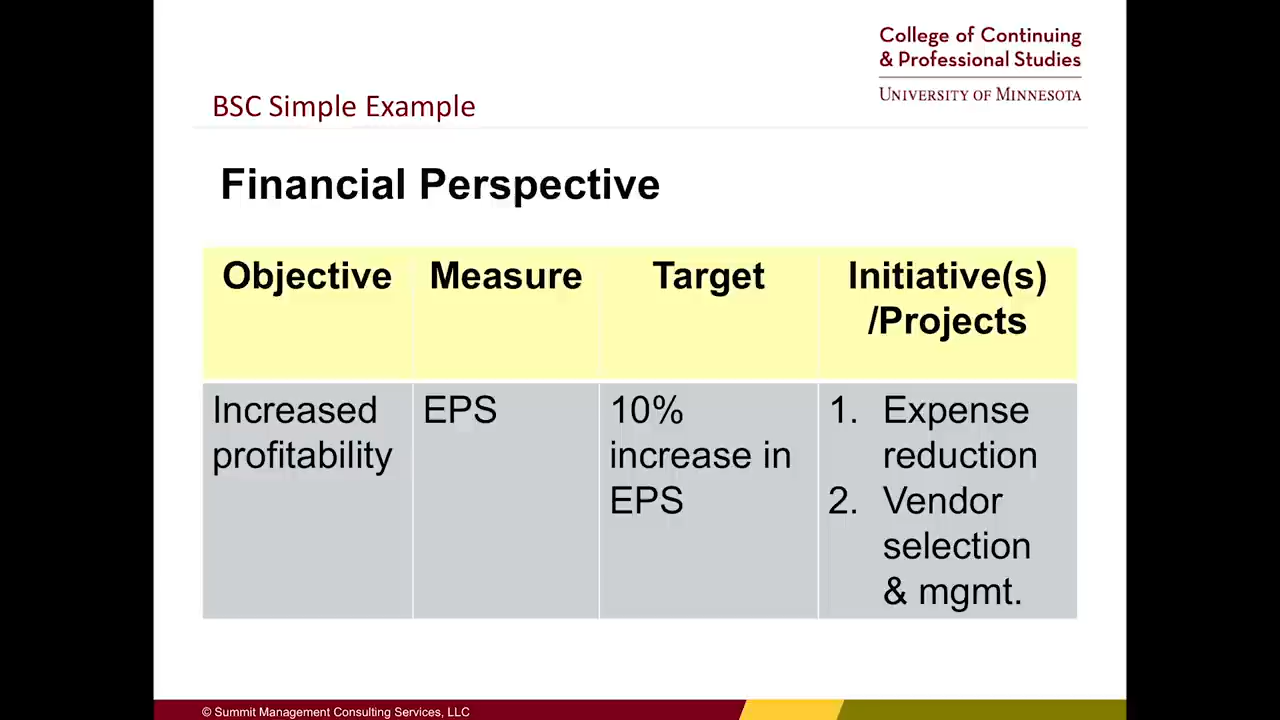 College of Continuing
& Professional Studies
UNIVERSITY OF MINNESOTA
BSC Simple Example
Financial Perspective
Objective
Measure
Target
Initiative(s)
/Projects
Increased
profitability
EPS
10%
increase in
EPS
1. Expense
reduction
2. Vendor
selection
& mgmt.
© Summit Management Consulting Services, LLC